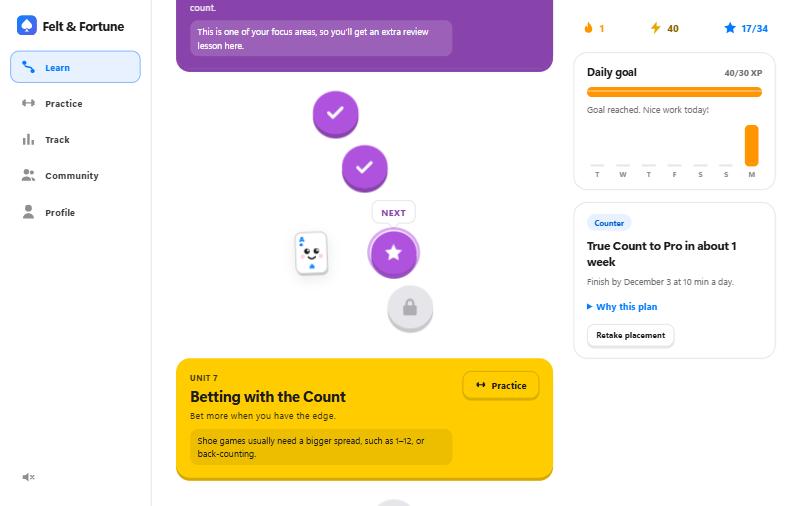 Felt & Fortune
Learn
Practice
Track
Community
Profile
count.
This is one of your focus areas, so you'll get an extra review
lesson here.
NEXT
UNIT 7
Betting with the Count
Bet more when you have the edge.
Practice
Shoe games usually need a bigger spread, such as 1–12, or
back-counting.
1
40
17/34
Daily goal
40/30 XP
Goal reached. Nice work today!
T W T F S S M
Counter
True Count to Pro in about 1
week
Finish by December 3 at 10 min a day.
Why this plan
Retake placement